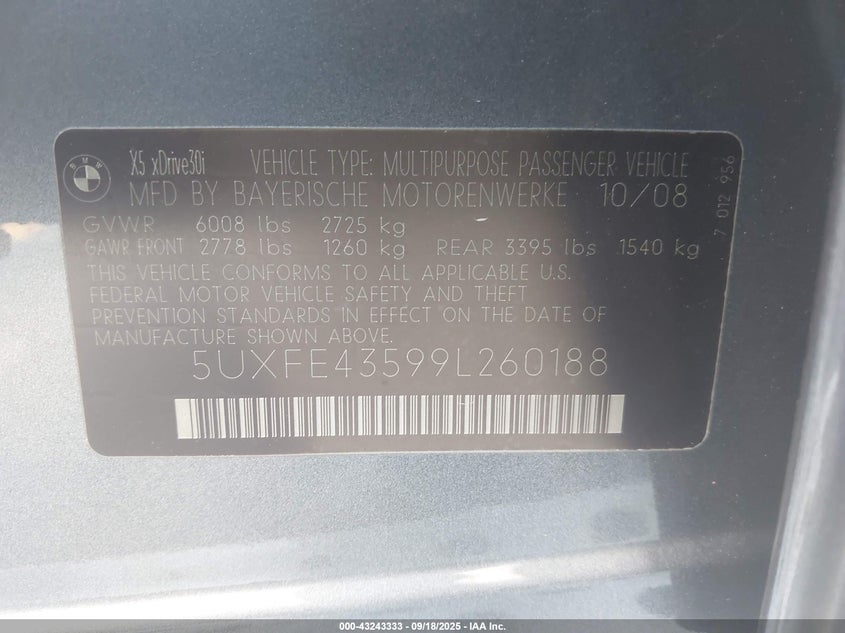 BMW
X5 xDrive30i VEHICLE TYPE: MULTIPURPOSE PASSENGER VEHICLE
MFD BY BAYERISCHE MOTORENWERKE 10/08
GVWR 6008 lbs 2725 kg
GAWR FRONT 2778 lbs 1260 kg REAR 3395 lbs 1540 kg
THIS VEHICLE CONFORMS TO ALL APPLICABLE U.S.
FEDERAL MOTOR VEHICLE SAFETY AND THEFT
PREVENTION STANDARDS IN EFFECT ON THE DATE OF
MANUFACTURE SHOWN ABOVE.
5UXFE43599L260188
7 012 956
000-43243333 - 09/18/2025 - IAA Inc.